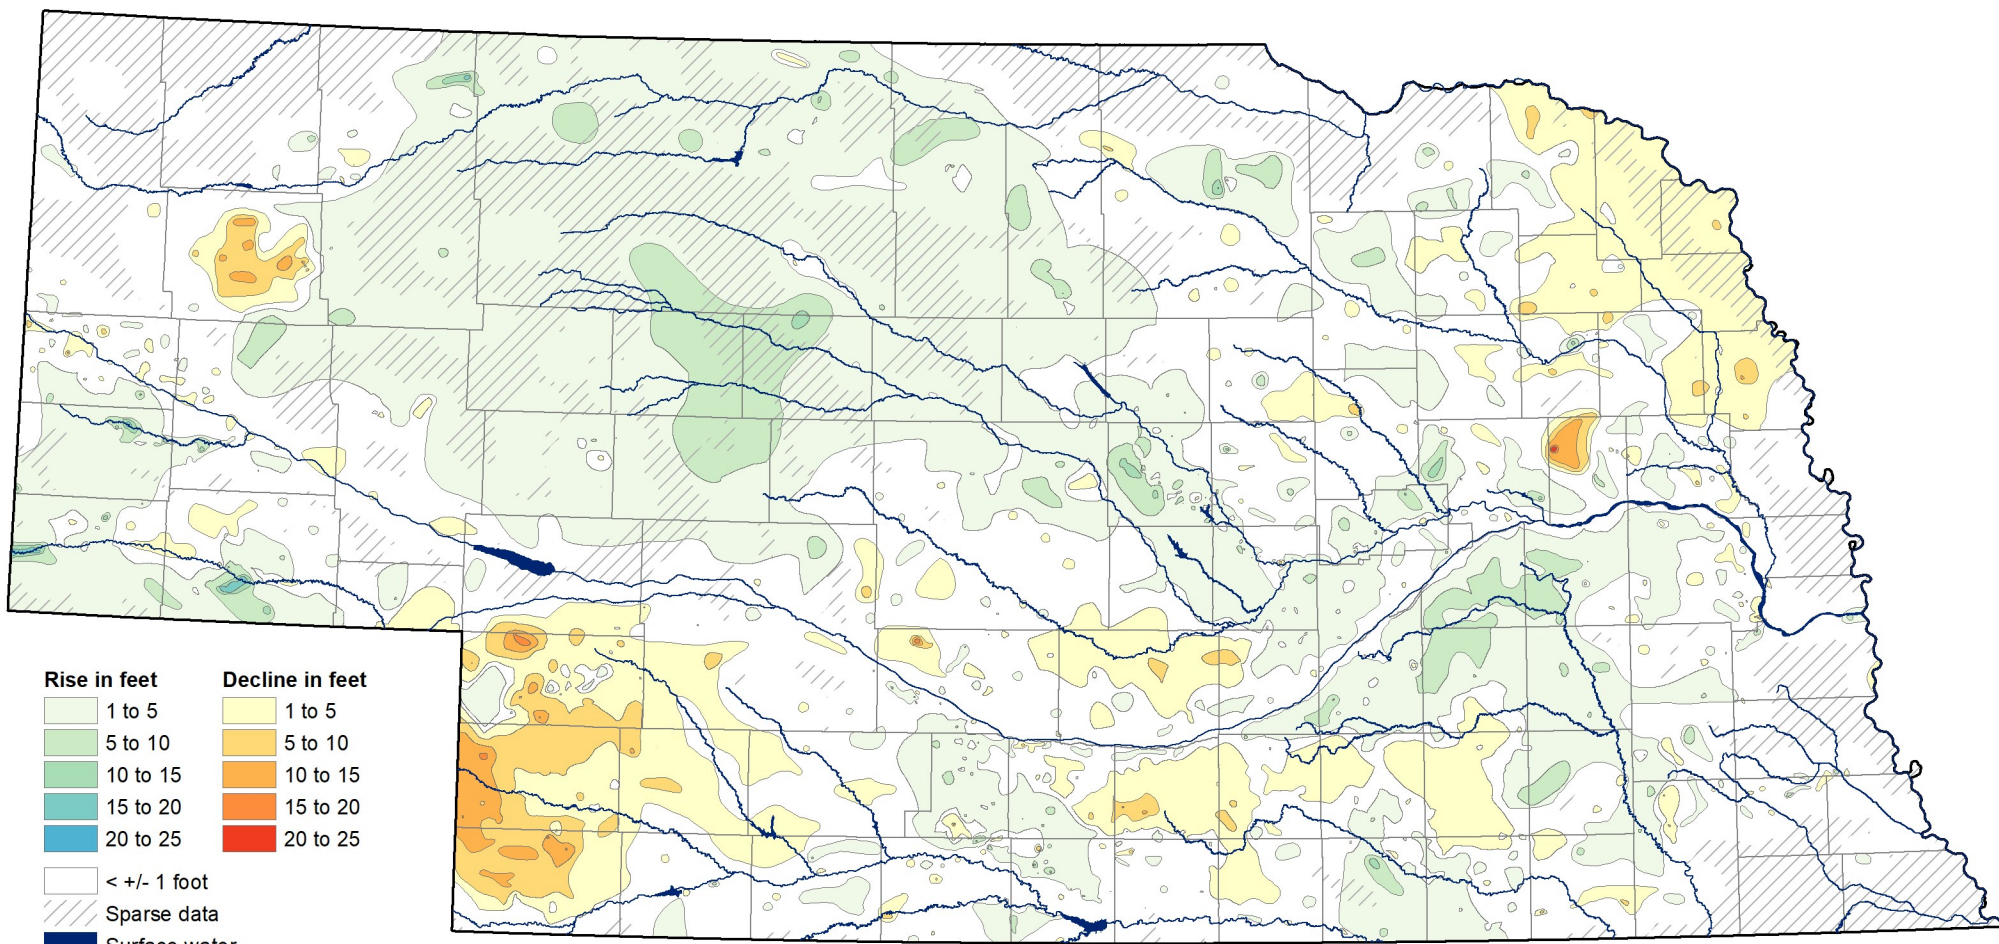 Rise in feet Decline in feet
1 to 5 1 to 5
5 to 10 5 to 10
10 to 15 10 to 15
15 to 20 15 to 20
20 to 25 20 to 25
< +/- 1 foot
Sparse data
Surface water